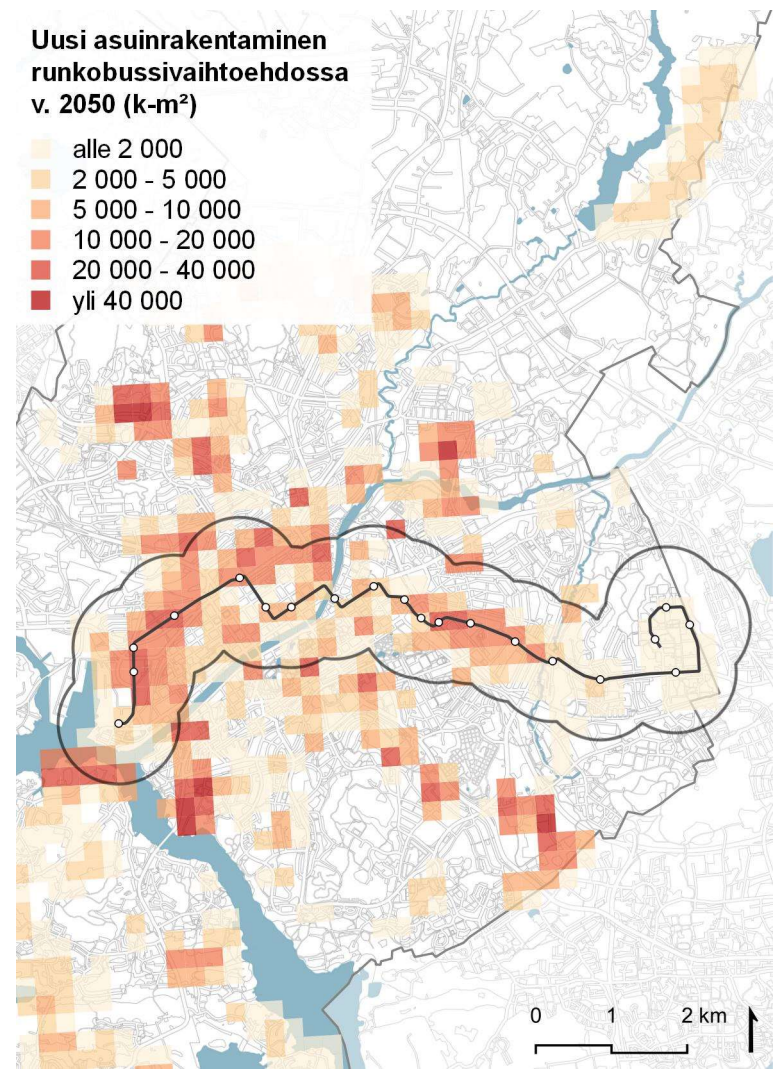 Uusi asuinrakentaminen
runkobussivaihtoehdossa
v. 2050 (k-m²)
alle 2 000
2 000 - 5 000
5 000 - 10 000
10 000 - 20 000
20 000 - 40 000
yli 40 000
0 1 2 km